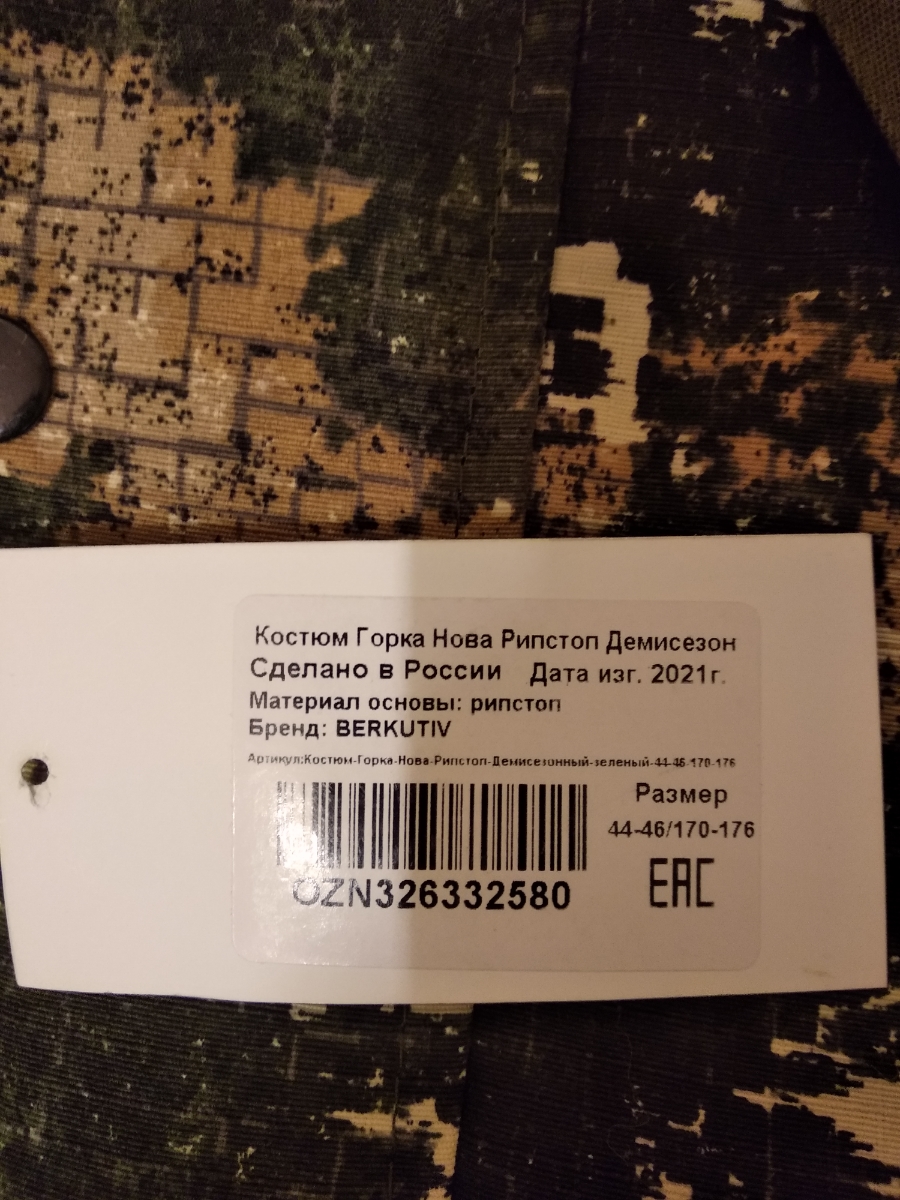 Костюм Горка Нова Рипстоп Демисезон
Сделано в России Дата изг. 2021г.
Материал основы: рипстоп
Бренд: BERKUTIV
Артикул:Костюм-Горка-Нова-Рипстоп-Демисезонный-зеленый-44-46-170-176
Размер
44-46/170-176
OZN326332580
EAC